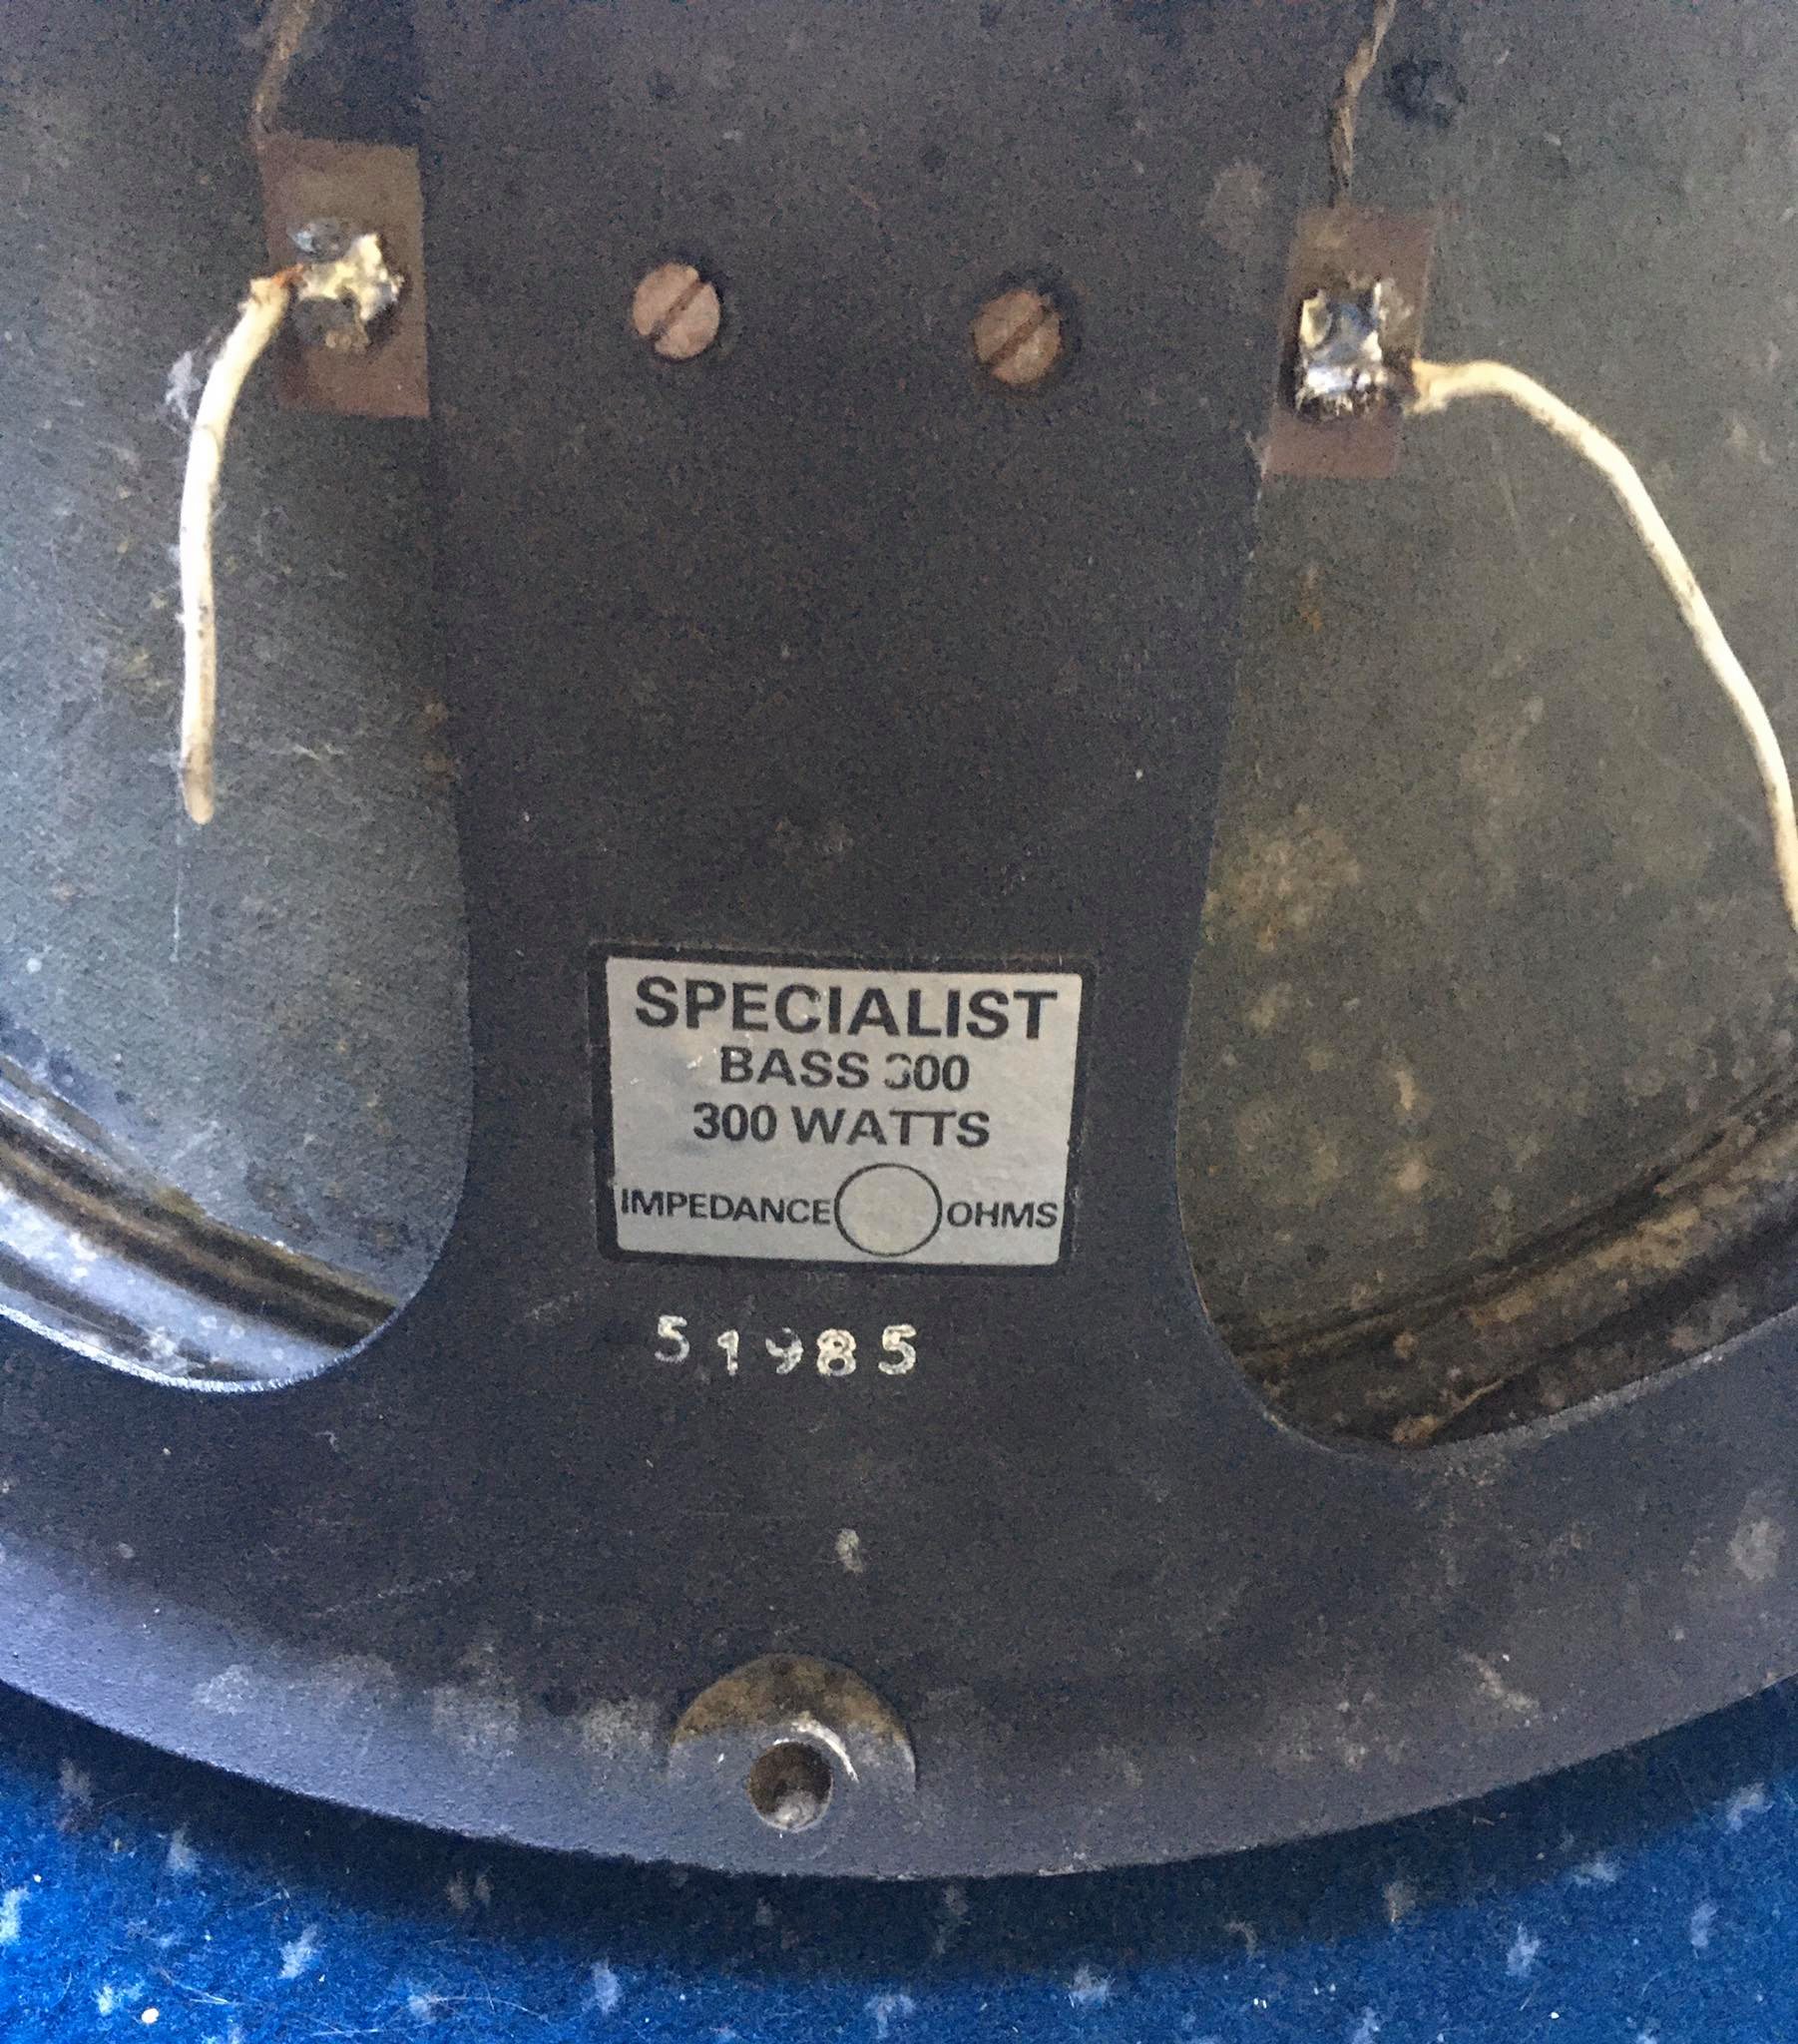 SPECIALIST
BASS 300
300 WATTS
IMPEDANCE OHMS
51985